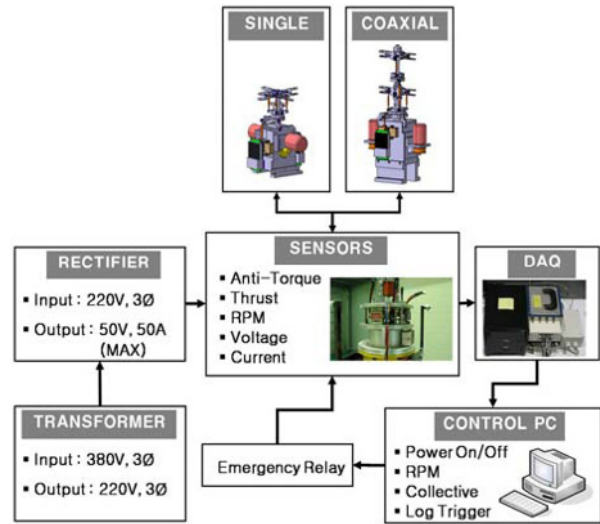 SINGLE
COAXIAL
RECTIFIER
▪ Input : 220V, 3Ø
▪ Output : 50V, 50A
(MAX)
SENSORS
▪ Anti-Torque
▪ Thrust
▪ RPM
▪ Voltage
▪ Current
DAQ
TRANSFORMER
▪ Input : 380V, 3Ø
▪ Output : 220V, 3Ø
Emergency Relay
CONTROL PC
▪ Power On/Off
▪ RPM
▪ Collective
▪ Log Trigger